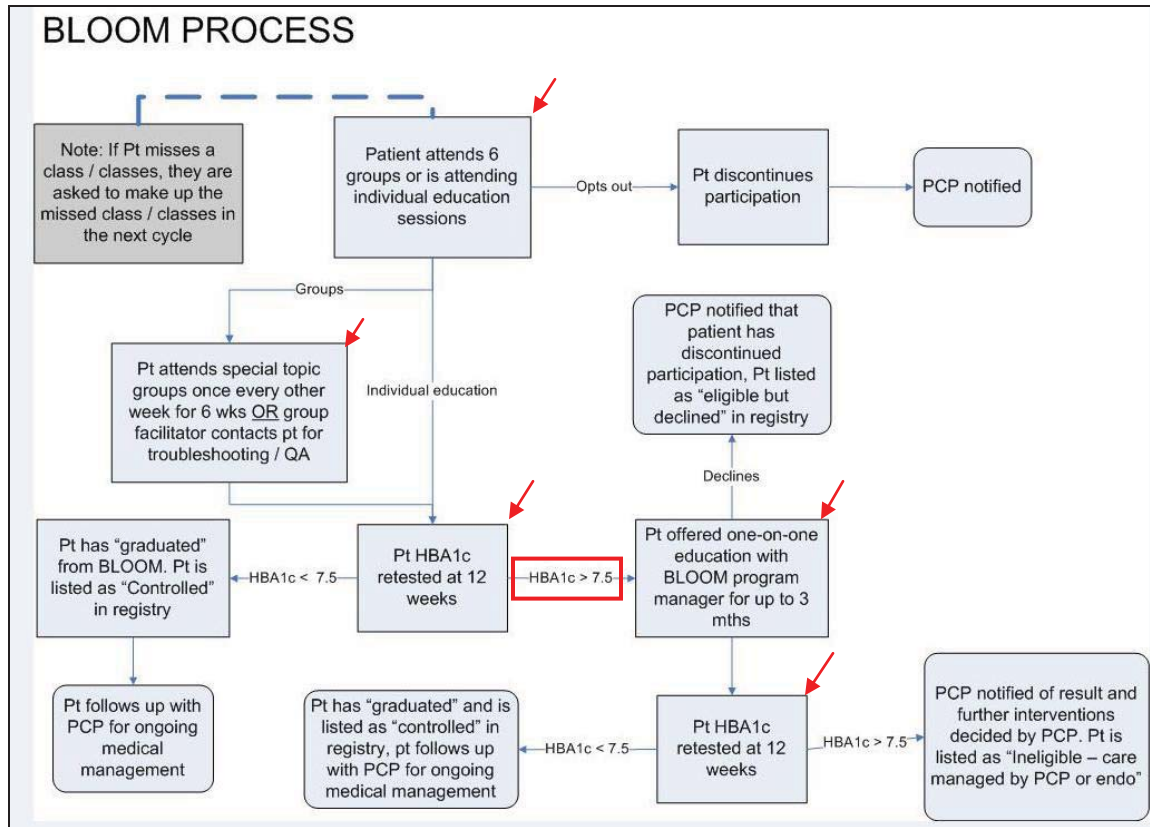 BLOOM PROCESS
Note: If Pt misses a
class / classes, they are
asked to make up the
missed class / classes in
the next cycle
Patient attends 6
groups or is attending
individual education
sessions
Opts out
Pt discontinues
participation
PCP notified
Groups
Pt attends special topic
groups once every other
week for 6 wks OR group
facilitator contacts pt for
troubleshooting / QA
Individual education
PCP notified that
patient has
discontinued
participation, Pt listed
as “eligible but
declined” in registry
Declines
Pt has “graduated”
from BLOOM. Pt is
listed as “Controlled”
in registry
HBA1c < 7.5
Pt HBA1c
retested at 12
weeks
HBA1c > 7.5
Pt offered one-on-one
education with
BLOOM program
manager for up to 3
mths
Pt follows up with
PCP for ongoing
medical
management
Pt has “graduated” and is
listed as “controlled” in
registry, pt follows up
with PCP for ongoing
medical management
HBA1c < 7.5
Pt HBA1c
retested at 12
weeks
HBA1c > 7.5
PCP notified of result and
further interventions
decided by PCP. Pt is
listed as “Ineligible – care
managed by PCP or endo”